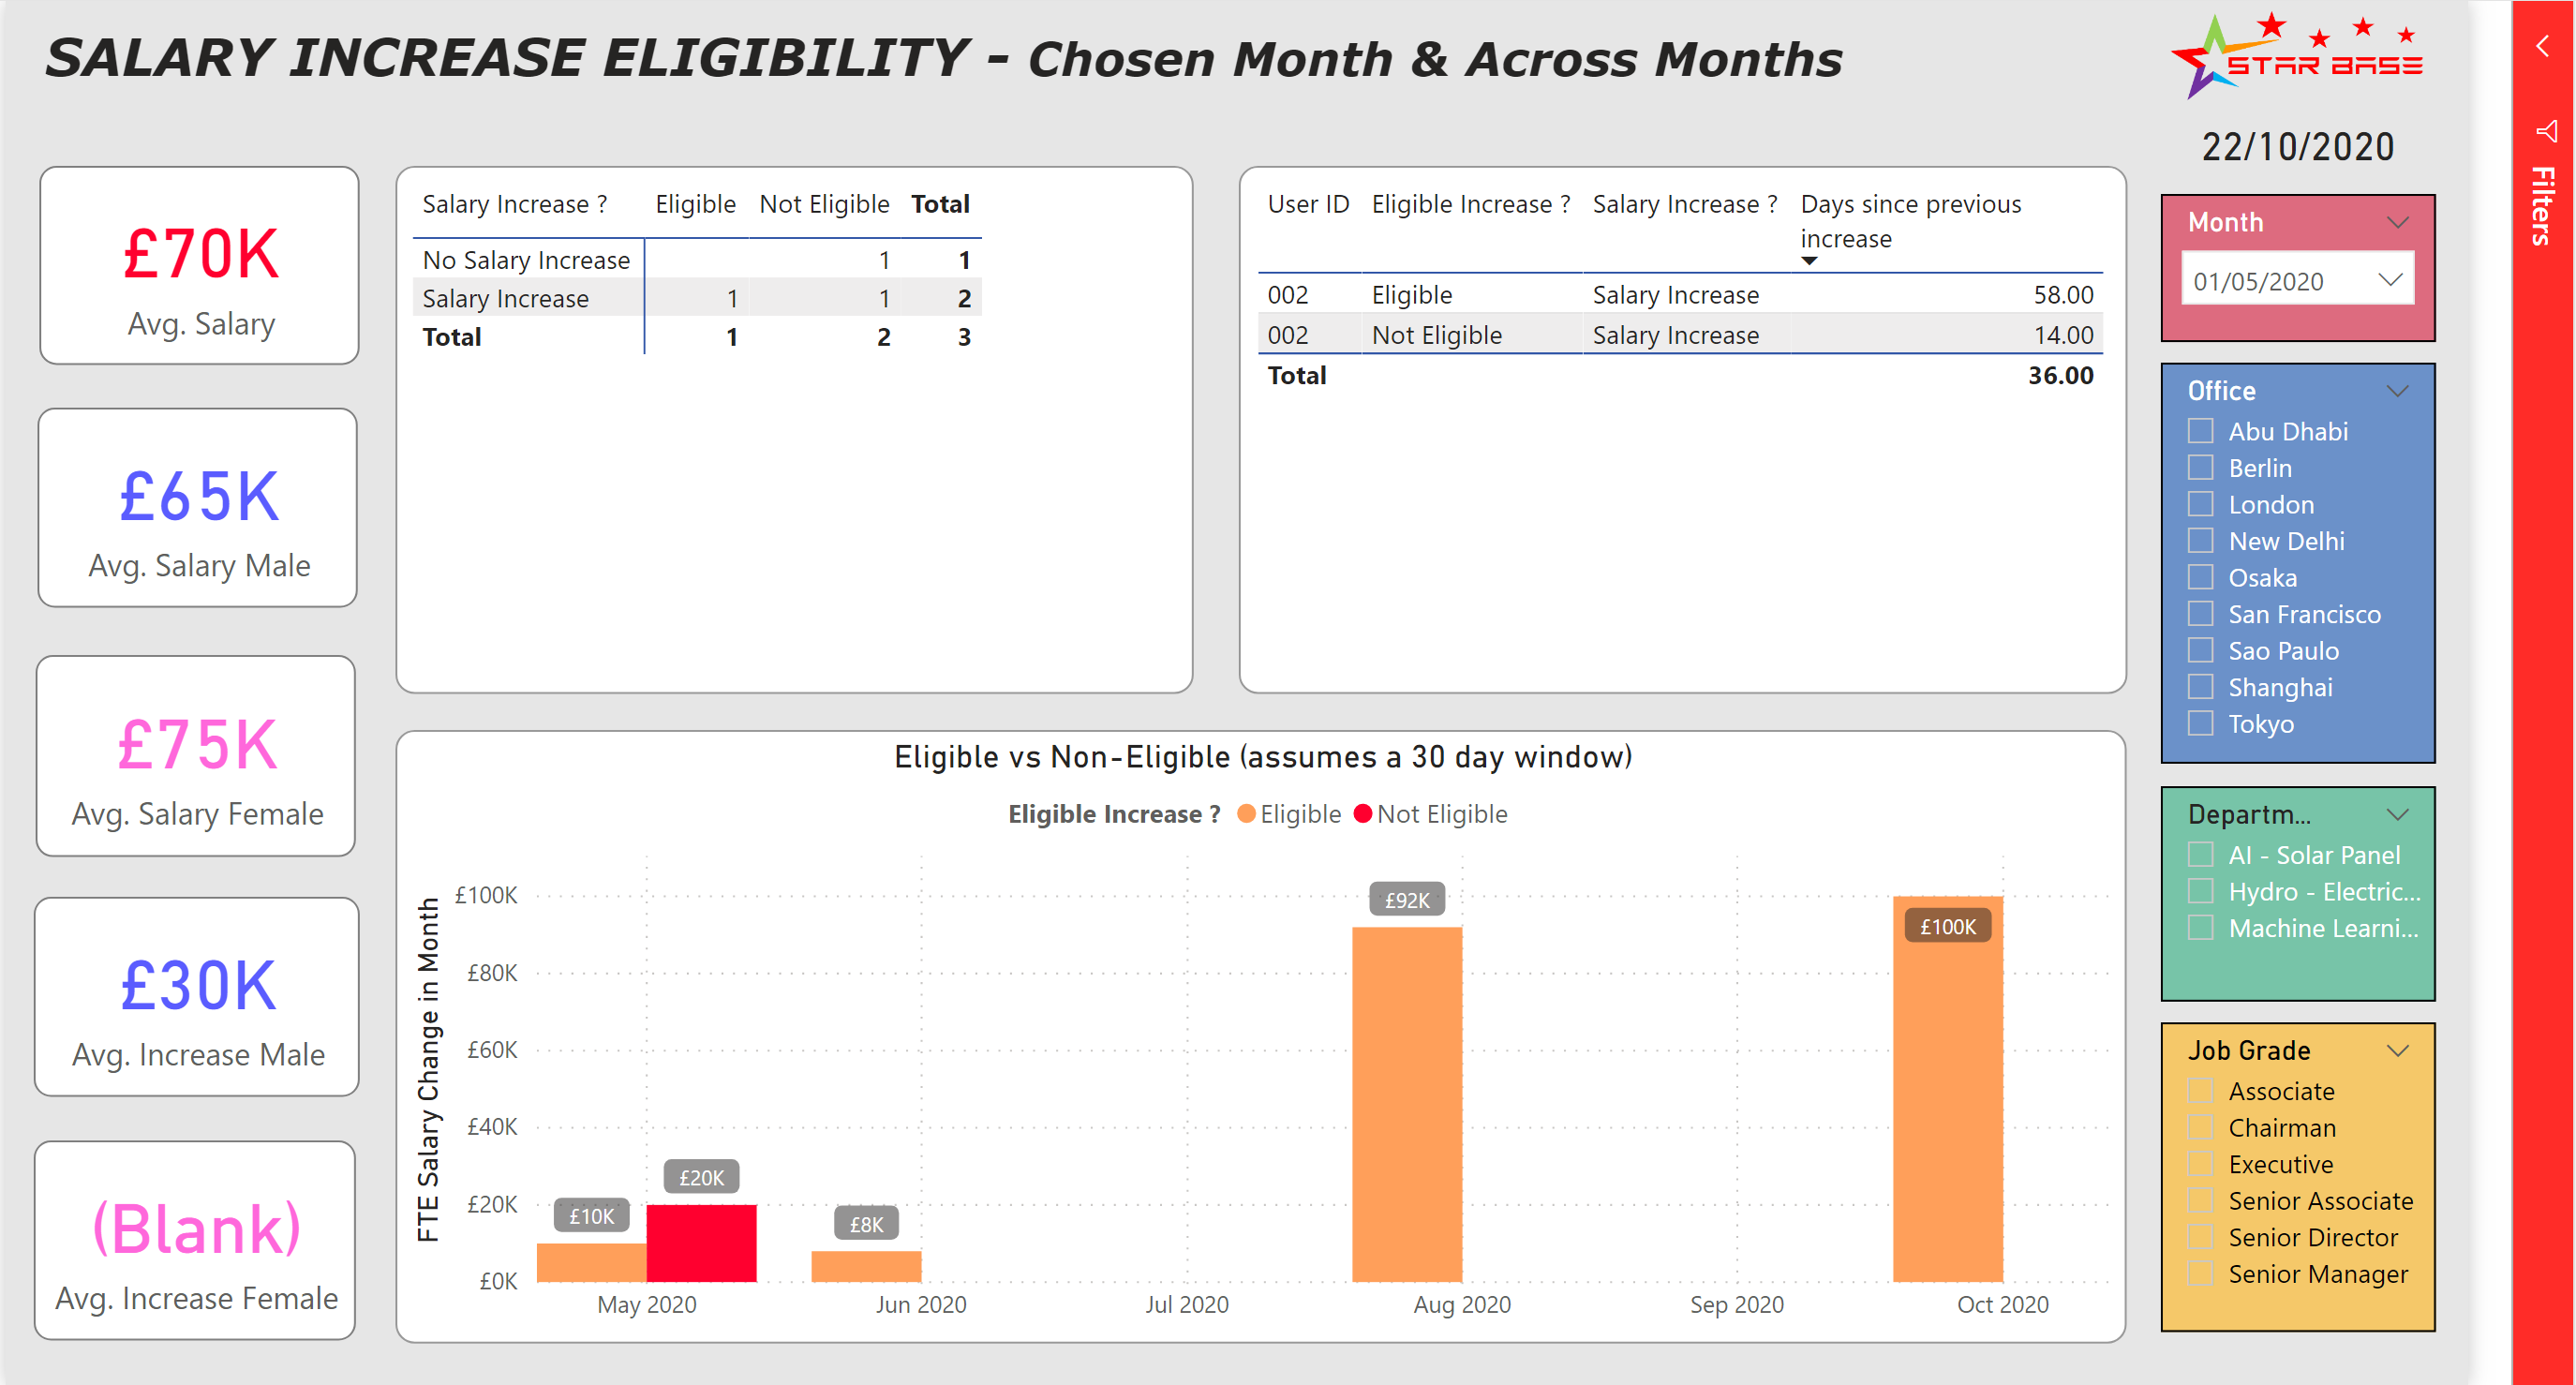 SALARY INCREASE ELIGIBILITY - Chosen Month & Across Months
STAR BASE
22/10/2020
£70K
Avg. Salary
£65K
Avg. Salary Male
£75K
Avg. Salary Female
£30K
Avg. Increase Male
(Blank)
Avg. Increase Female
Salary Increase ? Eligible Not Eligible Total
No Salary Increase 1 1
Salary Increase 1 1 2
Total 1 2 3
User ID Eligible Increase ? Salary Increase ? Days since previous
increase
002 Eligible Salary Increase 58.00
002 Not Eligible Salary Increase 14.00
Total 36.00
Eligible vs Non-Eligible (assumes a 30 day window)
Eligible Increase ? Eligible Not Eligible
FTE Salary Change in Month
£100K
£80K
£60K
£40K
£20K
£0K
£10K
£20K
£8K
£92K
£100K
May 2020 Jun 2020 Jul 2020 Aug 2020 Sep 2020 Oct 2020
Month
01/05/2020
Office
Abu Dhabi
Berlin
London
New Delhi
Osaka
San Francisco
Sao Paulo
Shanghai
Tokyo
Departm...
AI - Solar Panel
Hydro - Electric...
Machine Learni...
Job Grade
Associate
Chairman
Executive
Senior Associate
Senior Director
Senior Manager
Filters